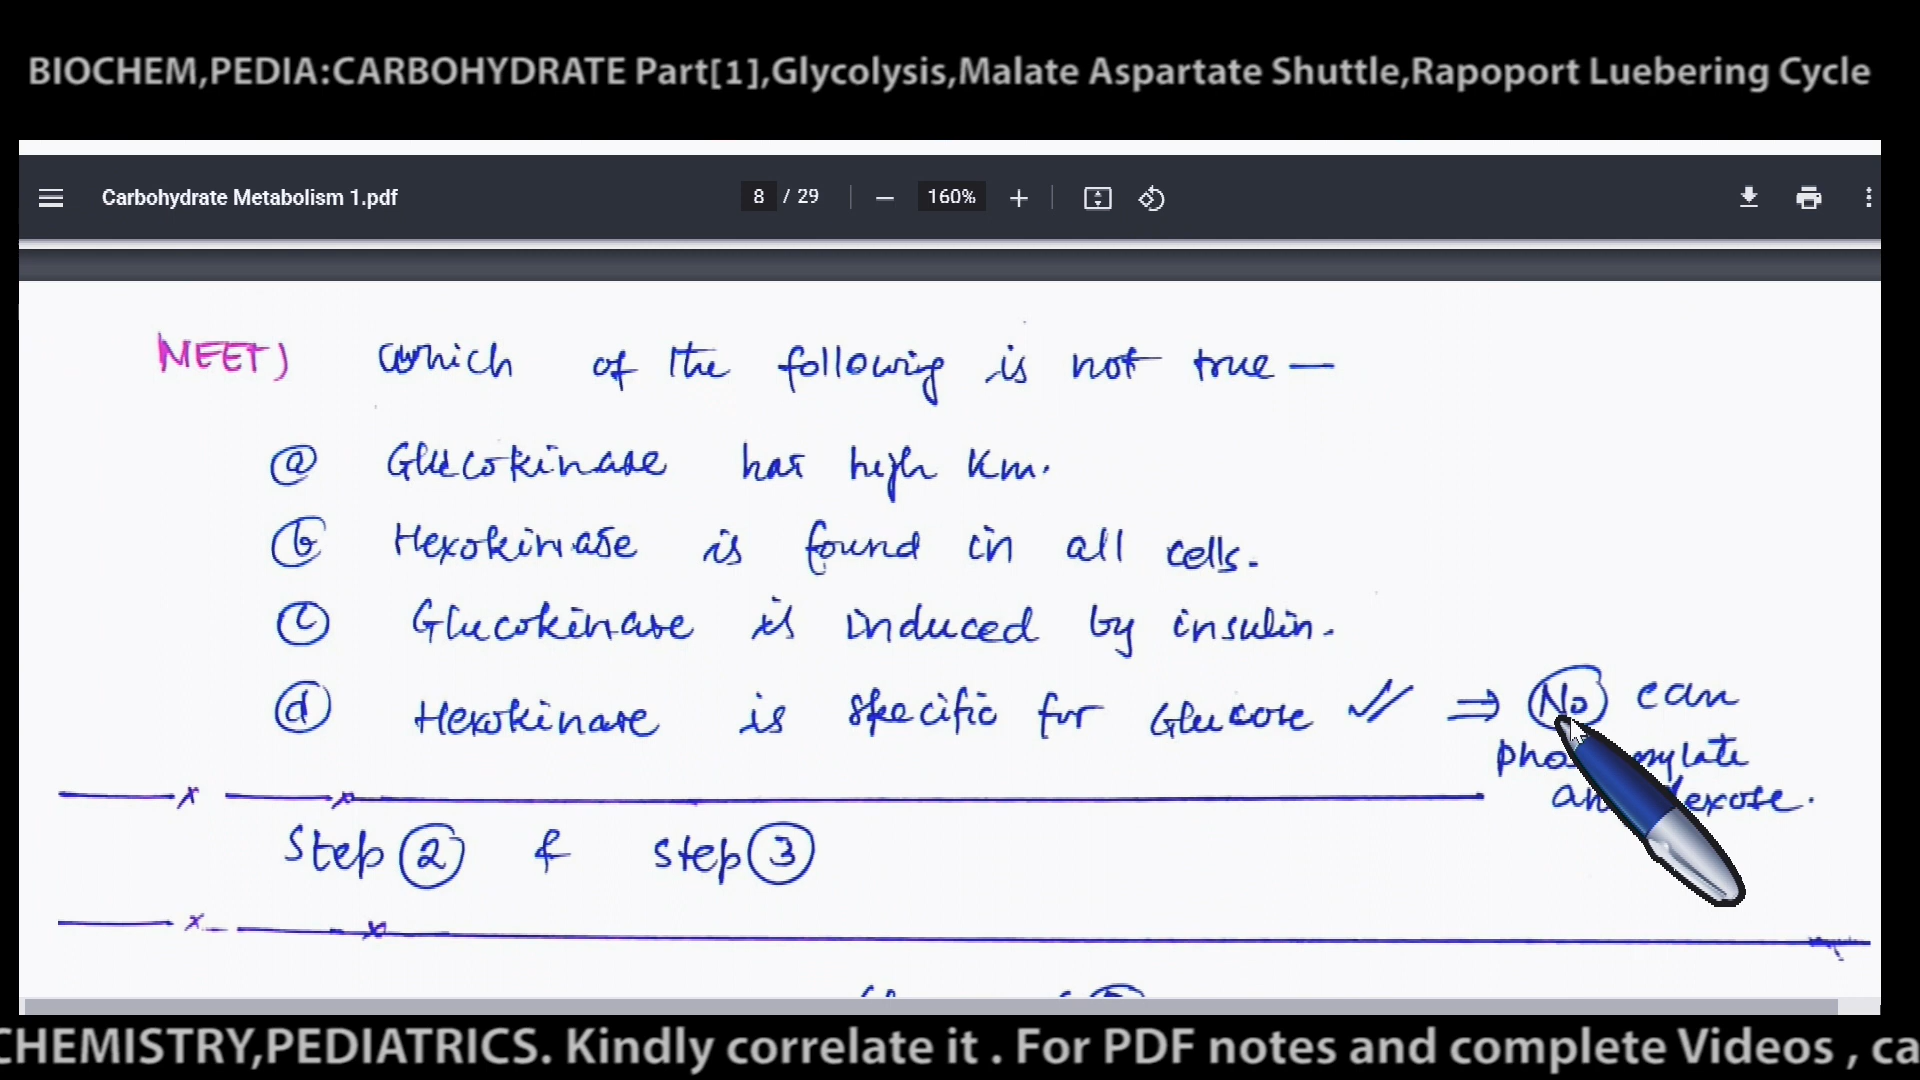 BIOCHEM,PEDIA:CARBOHYDRATE Part[1],Glycolysis,Malate Aspartate Shuttle,Rapoport Luebering Cycle
Carbohydrate Metabolism 1.pdf 8 / 29 — 160% +
NEET) Which of the following is not true —
(a) Glucokinase has high Km.
(b) Hexokinase is found in all cells.
(c) Glucokinase is induced by insulin.
(d) Hexokinase is specific for Glucose ✓✓ ⇒ No can
Step (2) & step (3)
CHEMISTRY,PEDIATRICS. Kindly correlate it . For PDF notes and complete Videos , ca